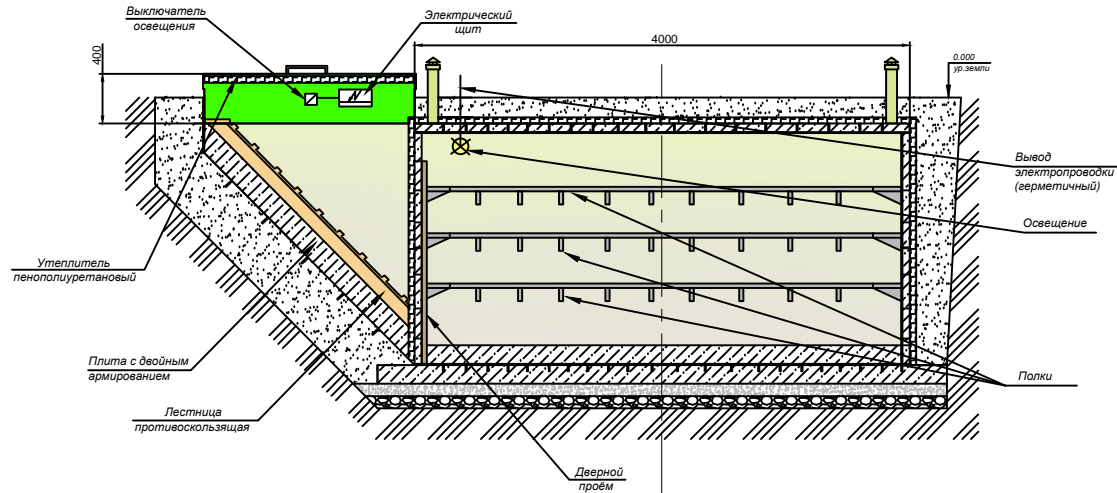 Выключатель
освещения
Электрический
щит
4000
400
0.000
ур.земли
Вывод
электропроводки
(герметичный)
Освещение
Утеплитель
пенополиуретановый
Плита с двойным
армированием
Полки
Лестница
противоскользящая
Дверной
проём